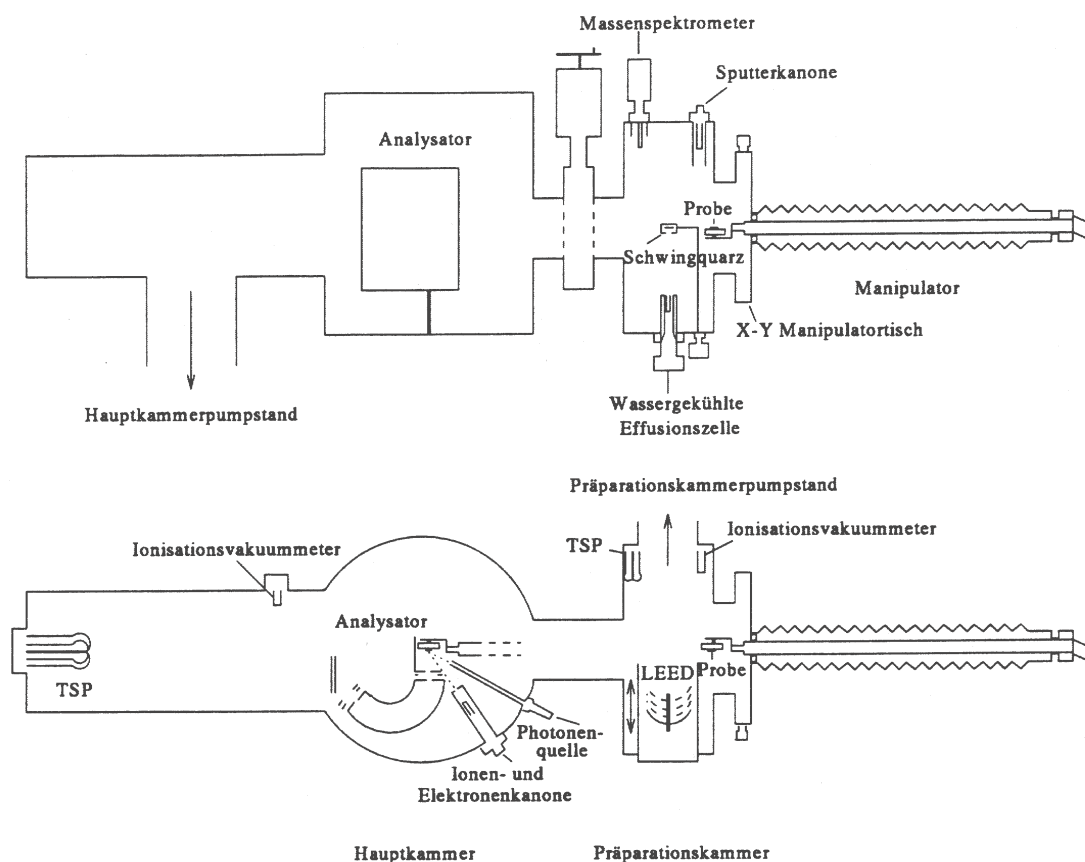 Massenspektrometer
Sputterkanone
Analysator
Probe
Schwingquarz
Manipulator
X-Y Manipulatortisch
Hauptkammerpumpstand
Wassergekühlte
Effusionszelle
Präparationskammerpumpstand
Ionisationsvakuummeter
TSP
Ionisationsvakuummeter
Analysator
TSP
LEED
Probe
Photonen-
quelle
Ionen- und
Elektronenkanone
Hauptkammer
Präparationskammer